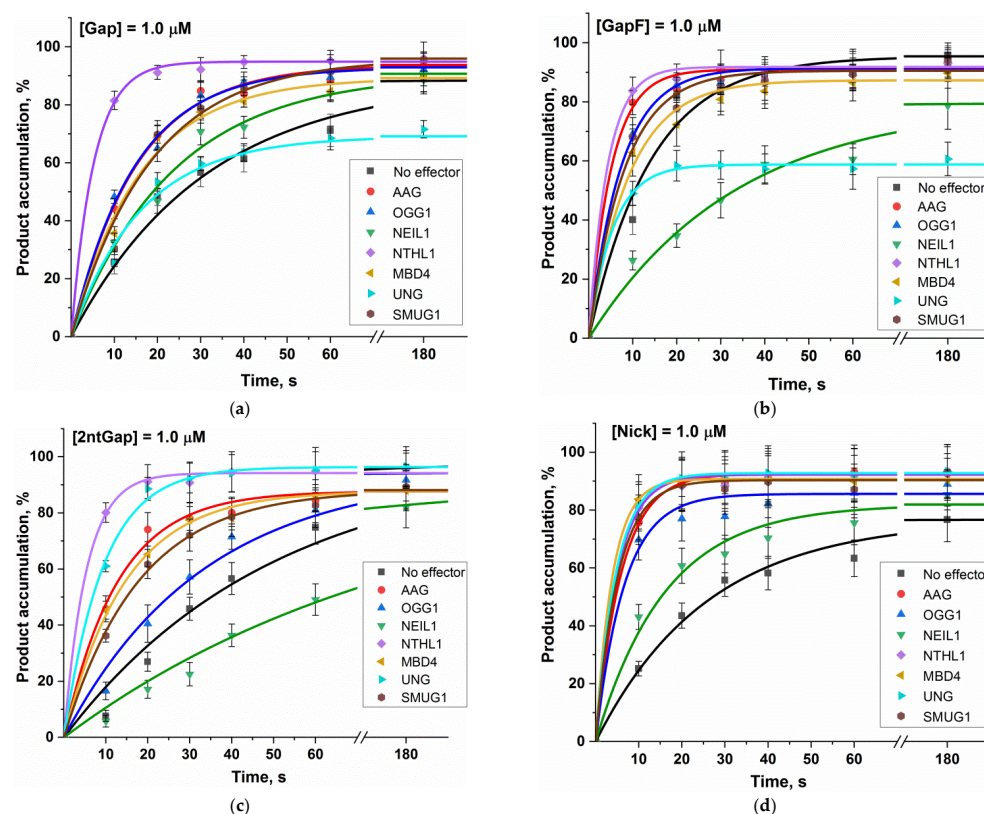 [Gap] = 1.0 μM
Product accumulation, %
100
80
60
40
20
0
No effector
AAG
OGG1
NEIL1
NTHL1
MBD4
UNG
SMUG1
10 20 30 40 50 60 180
Time, s
(a)
[GapF] = 1.0 μM
Product accumulation, %
100
80
60
40
20
0
No effector
AAG
OGG1
NEIL1
NTHL1
MBD4
UNG
SMUG1
10 20 30 40 50 60 180
Time, s
(b)
[2ntGap] = 1.0 μM
Product accumulation, %
100
80
60
40
20
0
No effector
AAG
OGG1
NEIL1
NTHL1
MBD4
UNG
SMUG1
10 20 30 40 50 60 180
Time, s
(c)
[Nick] = 1.0 μM
Product accumulation, %
100
80
60
40
20
0
No effector
AAG
OGG1
NEIL1
NTHL1
MBD4
UNG
SMUG1
10 20 30 40 50 60 180
Time, s
(d)